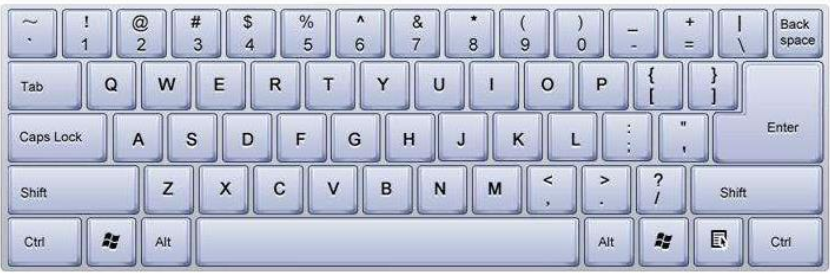 ~ ! @ # $ % ^ & * ( ) _ + | Back
` 1 2 3 4 5 6 7 8 9 0 - = \ space
Tab Q W E R T Y U I O P { }
[ ]
Caps Lock A S D F G H J K L : " Enter
; '
Shift Z X C V B N M < > ? Shift
, . /
Ctrl Alt Alt Ctrl